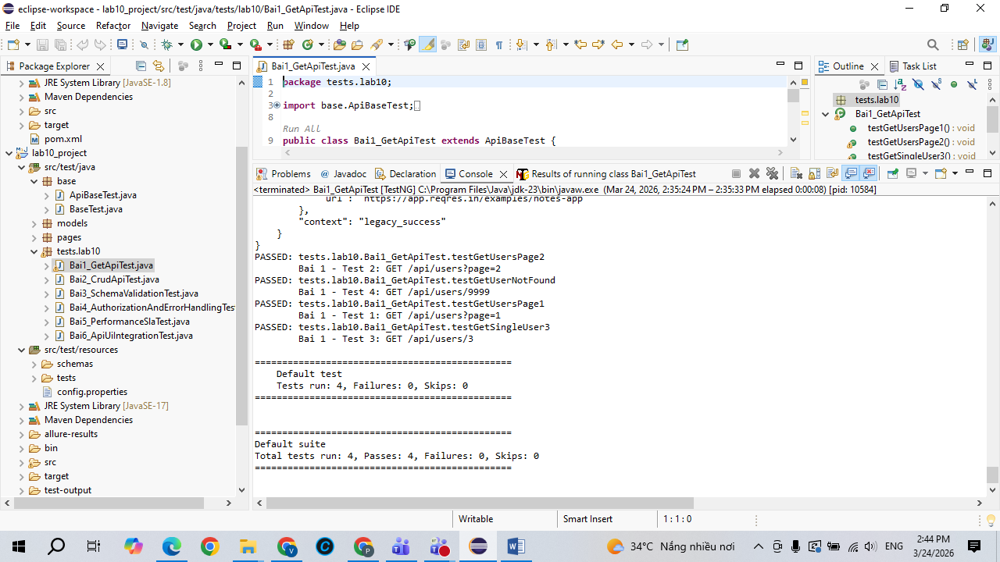 eclipse-workspace - lab10_project/src/test/java/tests/lab10/Bai1_GetApiTest.java - Eclipse IDE
File Edit Source Refactor Navigate Search Project Run Window Help
Package Explorer
JRE System Library [JavaSE-1.8]
Maven Dependencies
src
target
pom.xml
lab10_project
src/test/java
base
ApiBaseTest.java
BaseTest.java
models
pages
tests.lab10
Bai1_GetApiTest.java
Bai2_CrudApiTest.java
Bai3_SchemaValidationTest.java
Bai4_AuthorizationAndErrorHandlingTest
Bai5_PerformanceSlaTest.java
Bai6_ApiUiIntegrationTest.java
src/test/resources
schemas
tests
config.properties
JRE System Library [JavaSE-17]
Maven Dependencies
allure-results
bin
src
target
test-output
Bai1_GetApiTest.java
1 package tests.lab10;
2
3 import base.ApiBaseTest;
8
Run All
9 public class Bai1_GetApiTest extends ApiBaseTest {
Outline Task List
tests.lab10
Bai1_GetApiTest
testGetUsersPage1() : void
testGetUsersPage2() : void
testGetSingleUser3() : void
Problems Javadoc Declaration Console Results of running class Bai1_GetApiTest
<terminated> Bai1_GetApiTest [TestNG] C:\Program Files\Java\jdk-23\bin\javaw.exe (Mar 24, 2026, 2:35:24 PM – 2:35:33 PM elapsed 0:00:08) [pid: 10584]
"url": "https://app.reqres.in/examples/notes-app"
},
"context": "legacy_success"
}
}
PASSED: tests.lab10.Bai1_GetApiTest.testGetUsersPage2
Bai 1 - Test 2: GET /api/users?page=2
PASSED: tests.lab10.Bai1_GetApiTest.testGetUserNotFound
Bai 1 - Test 4: GET /api/users/9999
PASSED: tests.lab10.Bai1_GetApiTest.testGetUsersPage1
Bai 1 - Test 1: GET /api/users?page=1
PASSED: tests.lab10.Bai1_GetApiTest.testGetSingleUser3
Bai 1 - Test 3: GET /api/users/3
===============================================
Default test
Tests run: 4, Failures: 0, Skips: 0
===============================================
===============================================
Default suite
Total tests run: 4, Passes: 4, Failures: 0, Skips: 0
===============================================
Writable Smart Insert 1 : 1 : 0
34°C Nắng nhiều nơi ENG 2:44 PM
3/24/2026